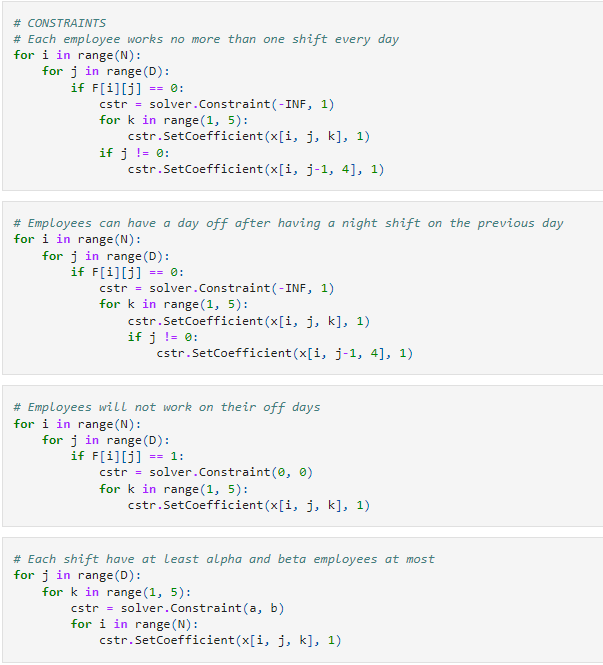 # CONSTRAINTS
# Each employee works no more than one shift every day
for i in range(N):
    for j in range(D):
        if F[i][j] == 0:
            cstr = solver.Constraint(-INF, 1)
            for k in range(1, 5):
                cstr.SetCoefficient(x[i, j, k], 1)
            if j != 0:
                cstr.SetCoefficient(x[i, j-1, 4], 1)
# Employees can have a day off after having a night shift on the previous day
for i in range(N):
    for j in range(D):
        if F[i][j] == 0:
            cstr = solver.Constraint(-INF, 1)
            for k in range(1, 5):
                cstr.SetCoefficient(x[i, j, k], 1)
                if j != 0:
                    cstr.SetCoefficient(x[i, j-1, 4], 1)
# Employees will not work on their off days
for i in range(N):
    for j in range(D):
        if F[i][j] == 1:
            cstr = solver.Constraint(0, 0)
            for k in range(1, 5):
                cstr.SetCoefficient(x[i, j, k], 1)
# Each shift have at least alpha and beta employees at most
for j in range(D):
    for k in range(1, 5):
        cstr = solver.Constraint(a, b)
        for i in range(N):
            cstr.SetCoefficient(x[i, j, k], 1)